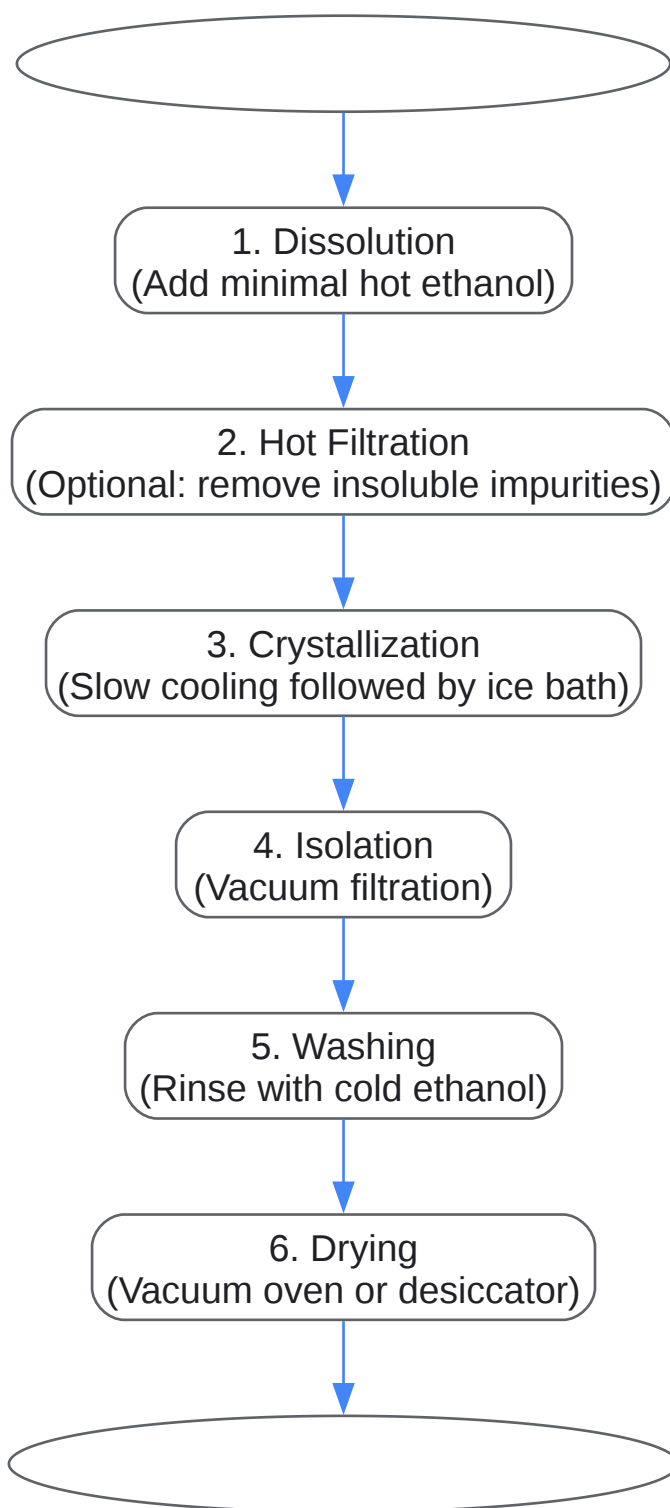 1. Dissolution
(Add minimal hot ethanol)
2. Hot Filtration
(Optional: remove insoluble impurities)
3. Crystallization
(Slow cooling followed by ice bath)
4. Isolation
(Vacuum filtration)
5. Washing
(Rinse with cold ethanol)
6. Drying
(Vacuum oven or desiccator)